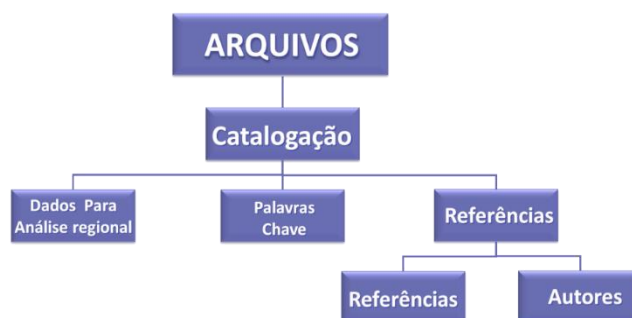 ARQUIVOS
Catalogação
Dados Para
Análise regional
Palavras
Chave
Referências
Referências
Autores